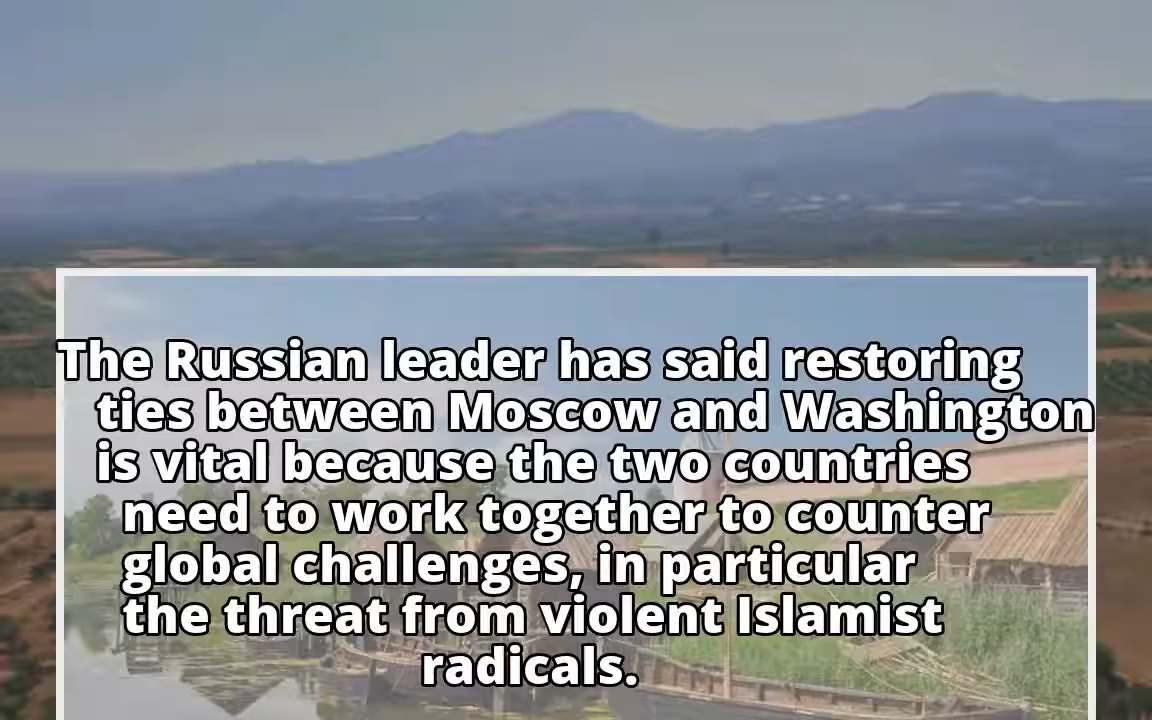 The Russian leader has said restoring
ties between Moscow and Washington
is vital because the two countries
need to work together to counter
global challenges, in particular
the threat from violent Islamist
radicals.